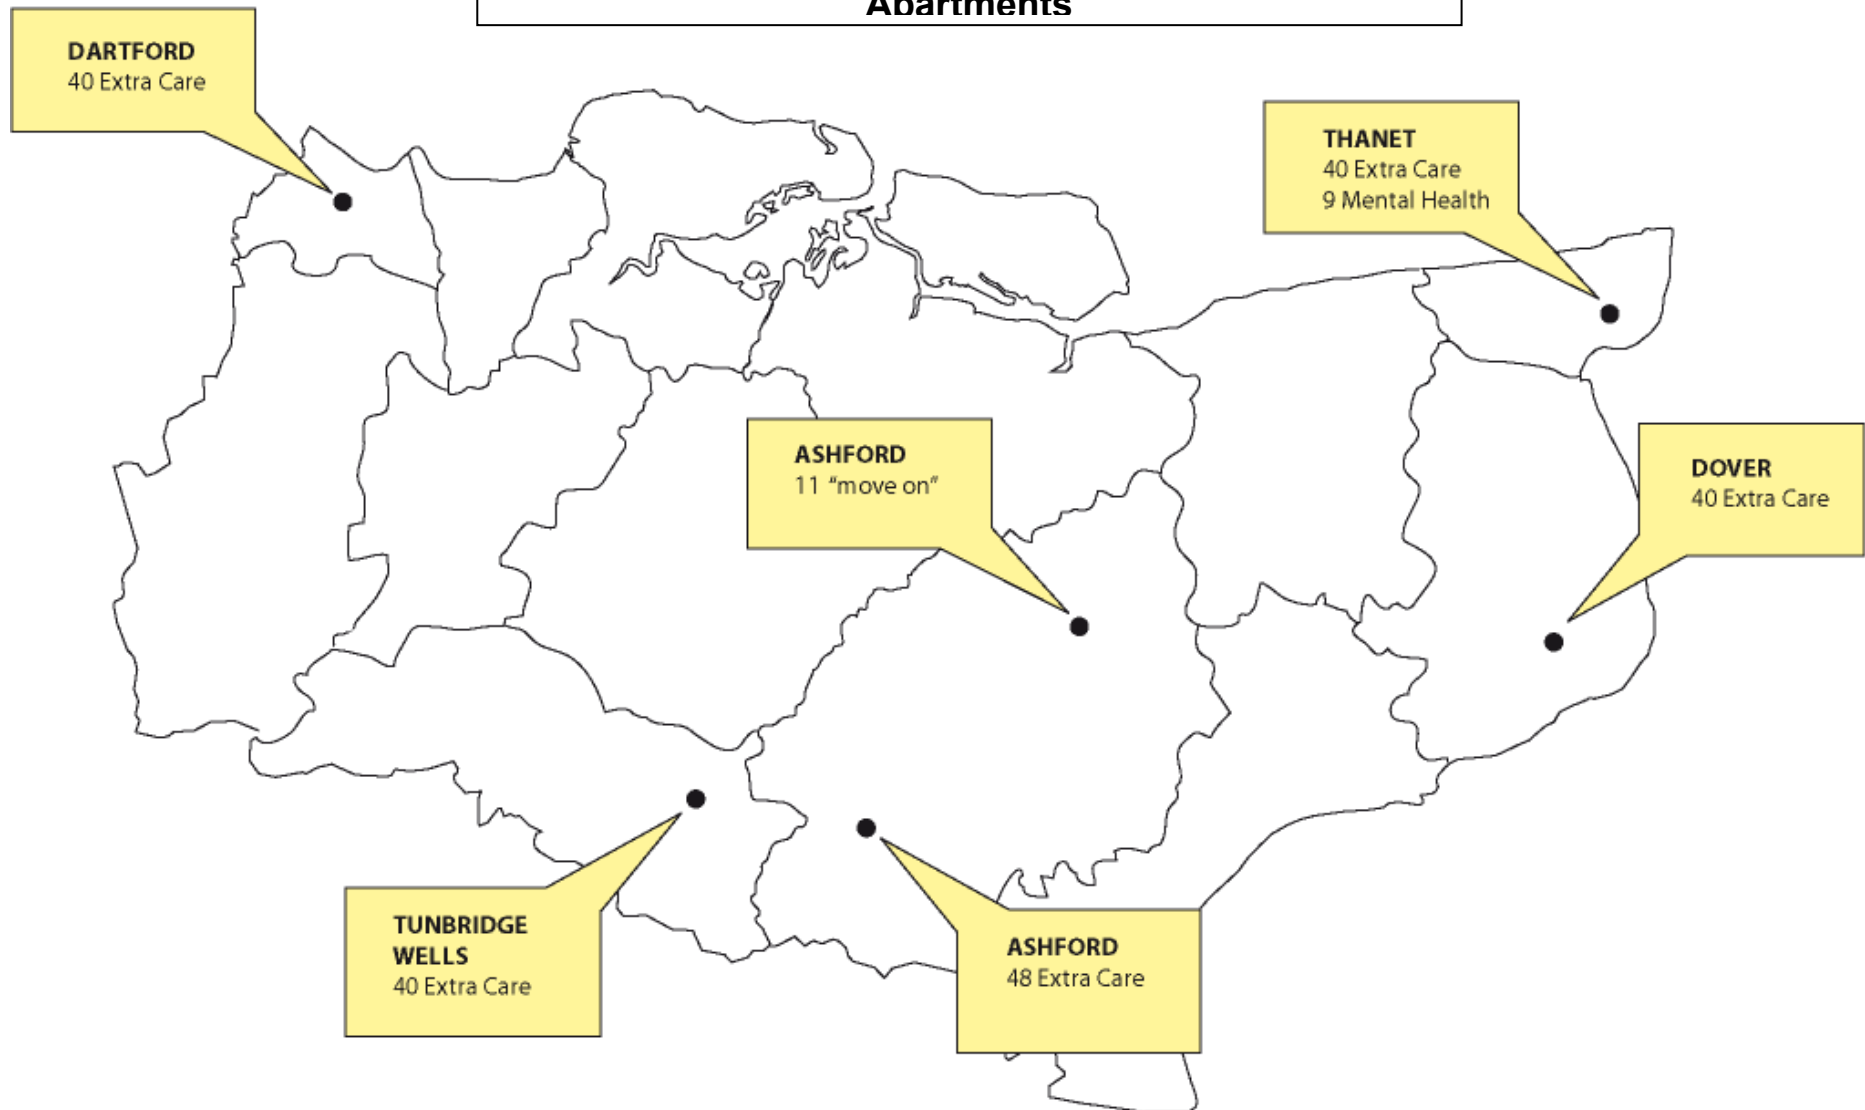 Apartments
DARTFORD
40 Extra Care
THANET
40 Extra Care
9 Mental Health
ASHFORD
11 “move on”
DOVER
40 Extra Care
TUNBRIDGE
WELLS
40 Extra Care
ASHFORD
48 Extra Care